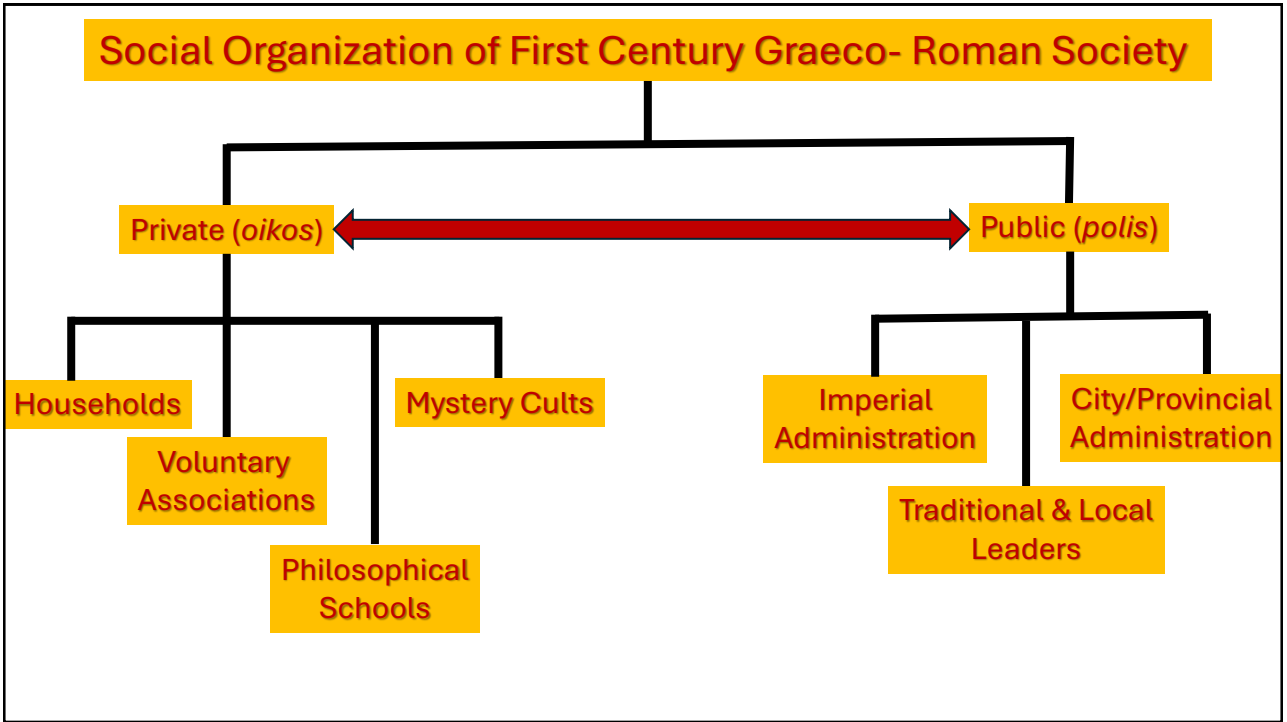 Social Organization of First Century Graeco- Roman Society
Private (oikos)
Public (polis)
Households
Voluntary
Associations
Philosophical
Schools
Mystery Cults
Imperial
Administration
Traditional & Local
Leaders
City/Provincial
Administration